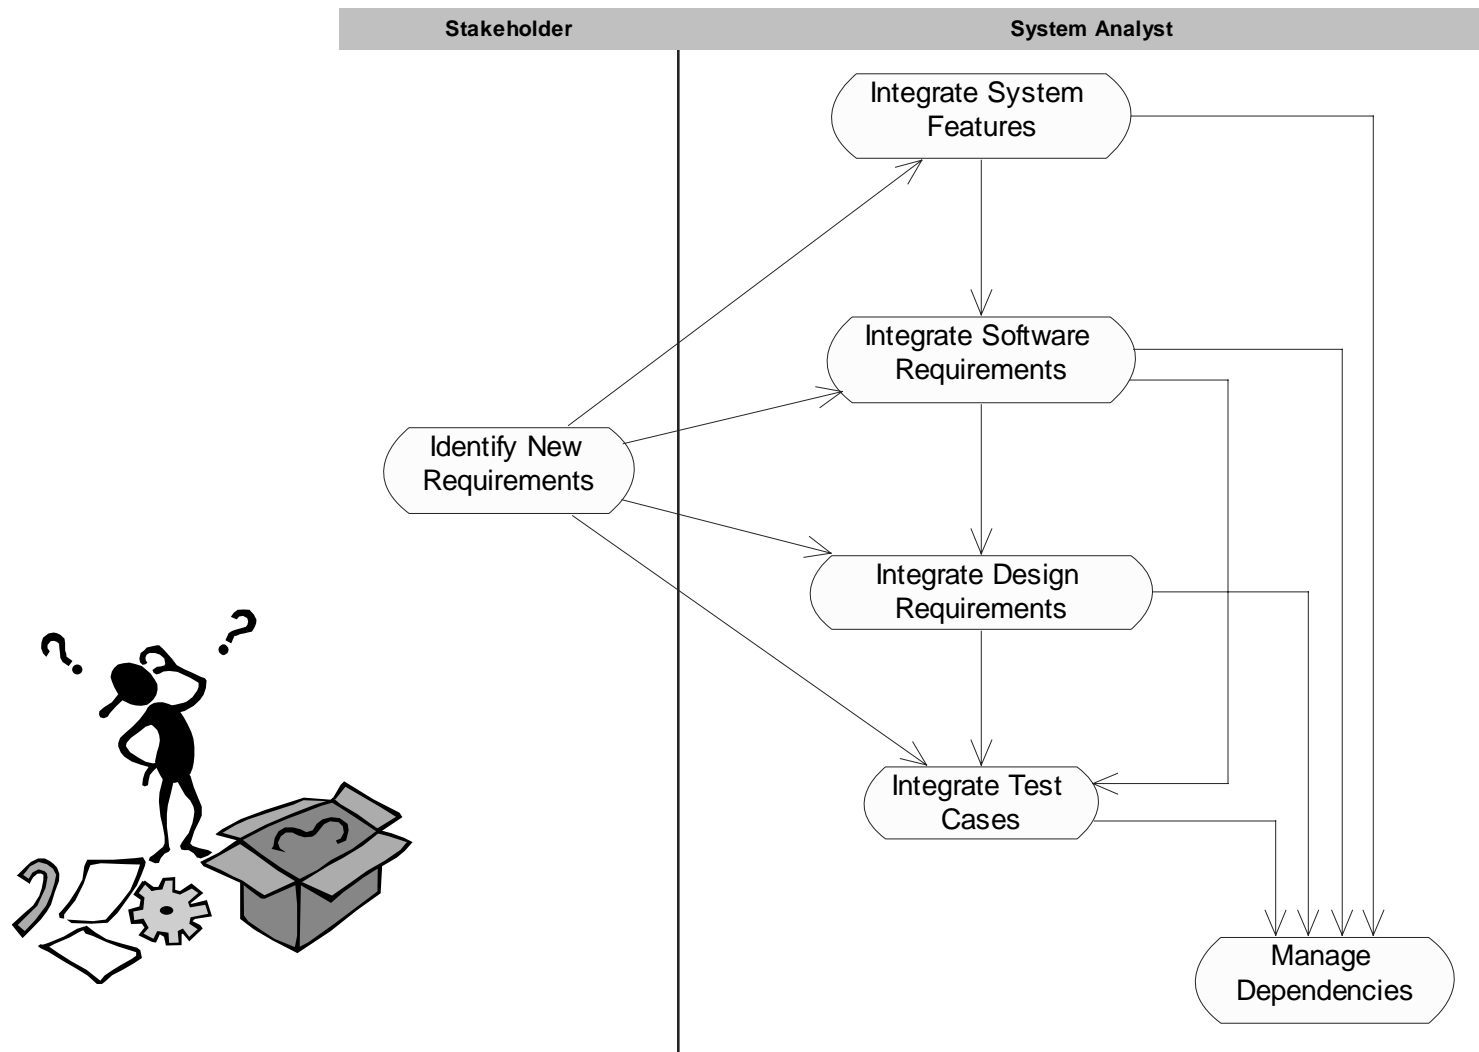 Stakeholder
System Analyst
Integrate System
Features
Integrate Software
Requirements
Identify New
Requirements
Integrate Design
Requirements
? ?
Integrate Test
Cases
Manage
Dependencies